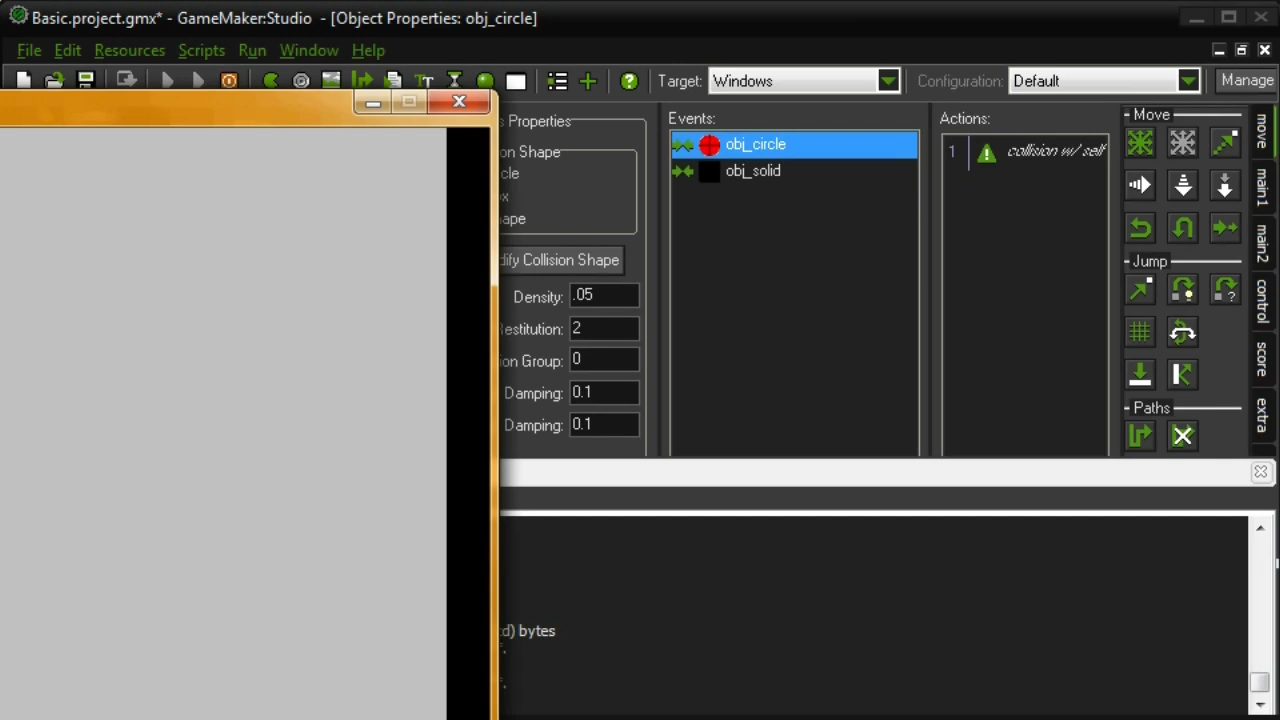 Basic.project.gmx* - GameMaker:Studio - [Object Properties: obj_circle]
File Edit Resources Scripts Run Window Help
Target: Windows Configuration: Default Manage
s Properties
on Shape
cle
x
ape
dify Collision Shape
Density: .05
estitution: 2
ion Group: 0
Damping: 0.1
Damping: 0.1
Events:
obj_circle
obj_solid
Actions:
1 collision w/ self
Move
Jump
Paths
move
main1
main2
control
score
extra
d) bytes